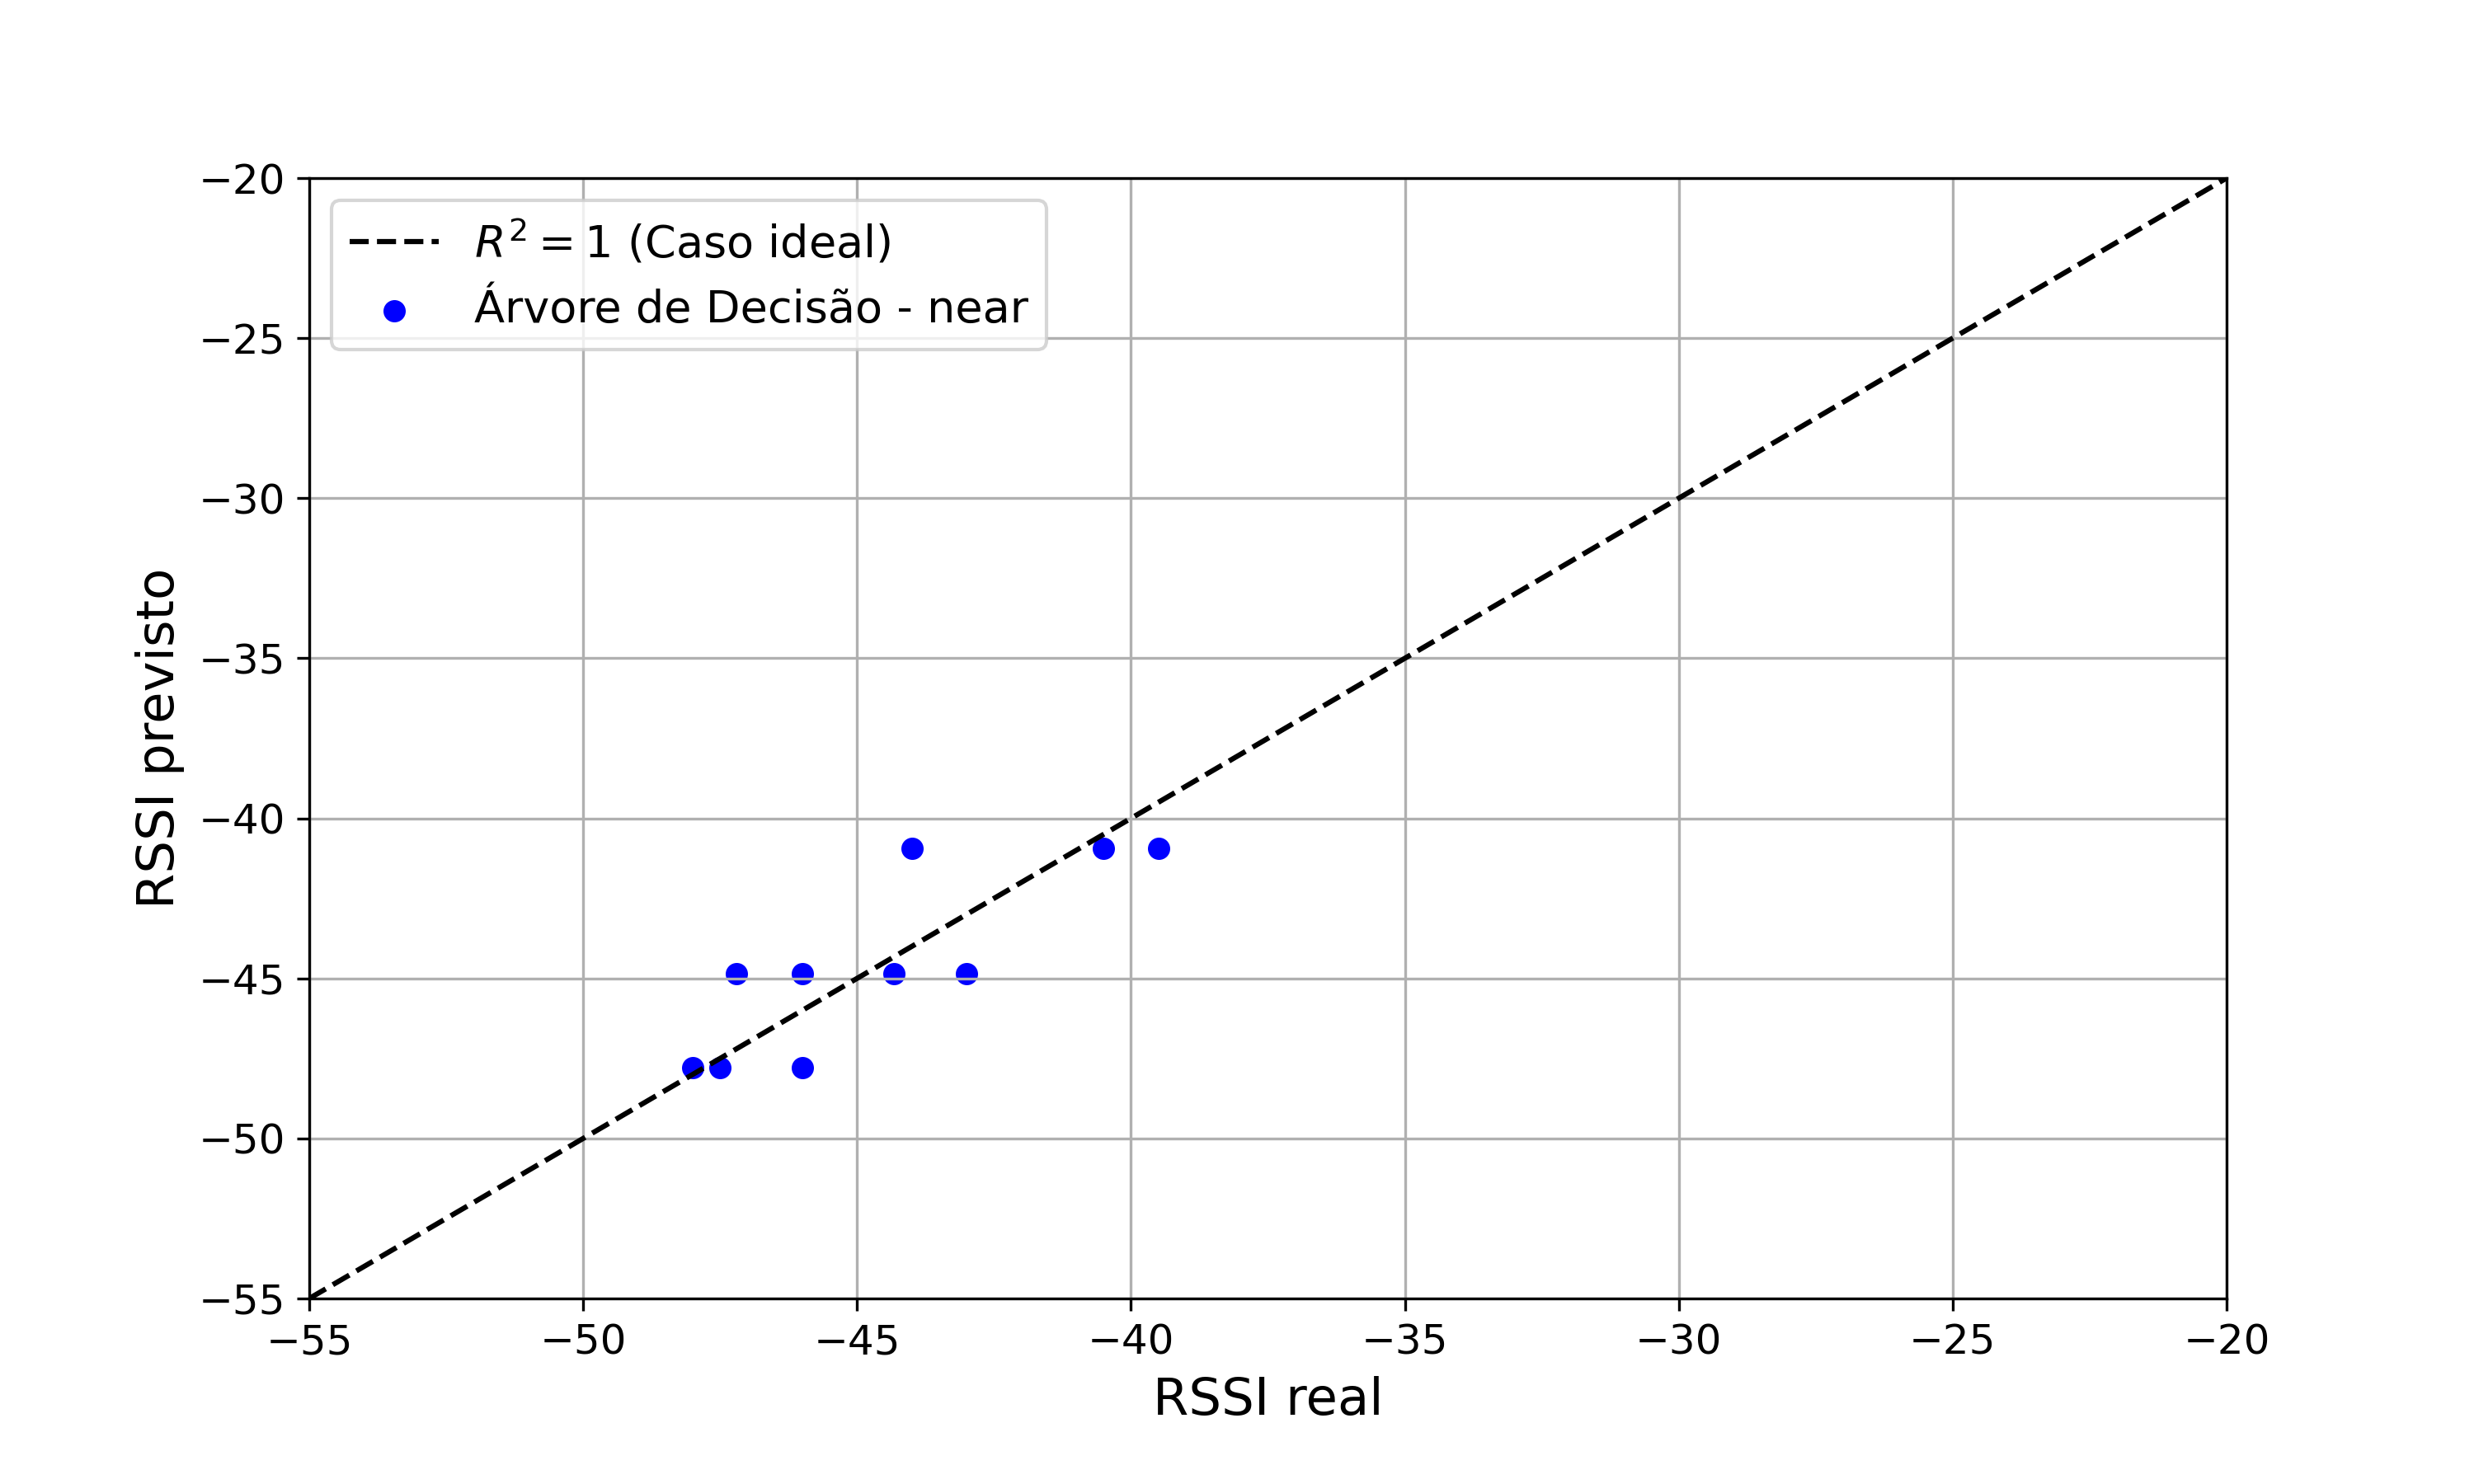 −20
−25
−30
−35
−40
−45
−50
−55
RSSI previsto
R² = 1 (Caso ideal)
Árvore de Decisão - near
−55 −50 −45 −40 −35 −30 −25 −20
RSSI real